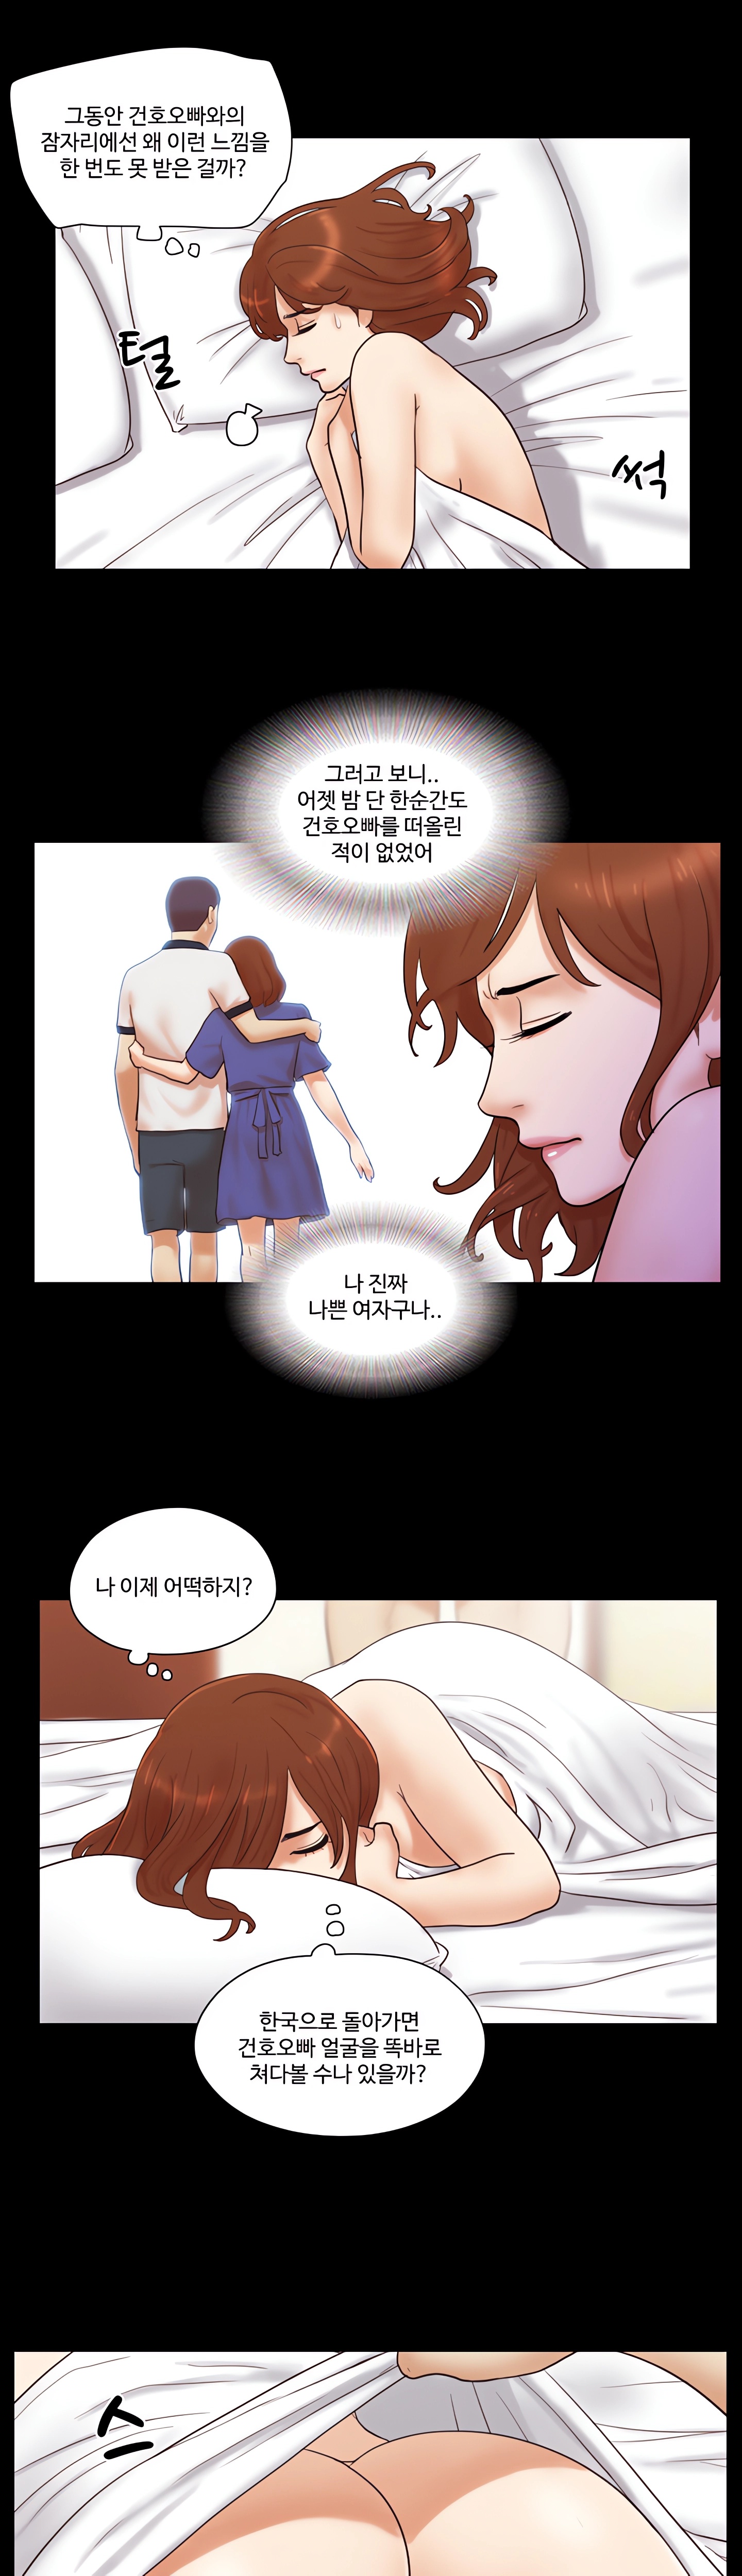 그동안 건호오빠와의
잠자리에선 왜 이런 느낌을
한 번도 못 받은 걸까?
털
썩
그러고 보니..
어젯 밤 단 한순간도
건호오빠를 떠올린
적이 없었어
나 진짜
나쁜 여자구나..
나 이제 어떡하지?
한국으로 돌아가면
건호오빠 얼굴을 똑바로
쳐다볼 수나 있을까?
스